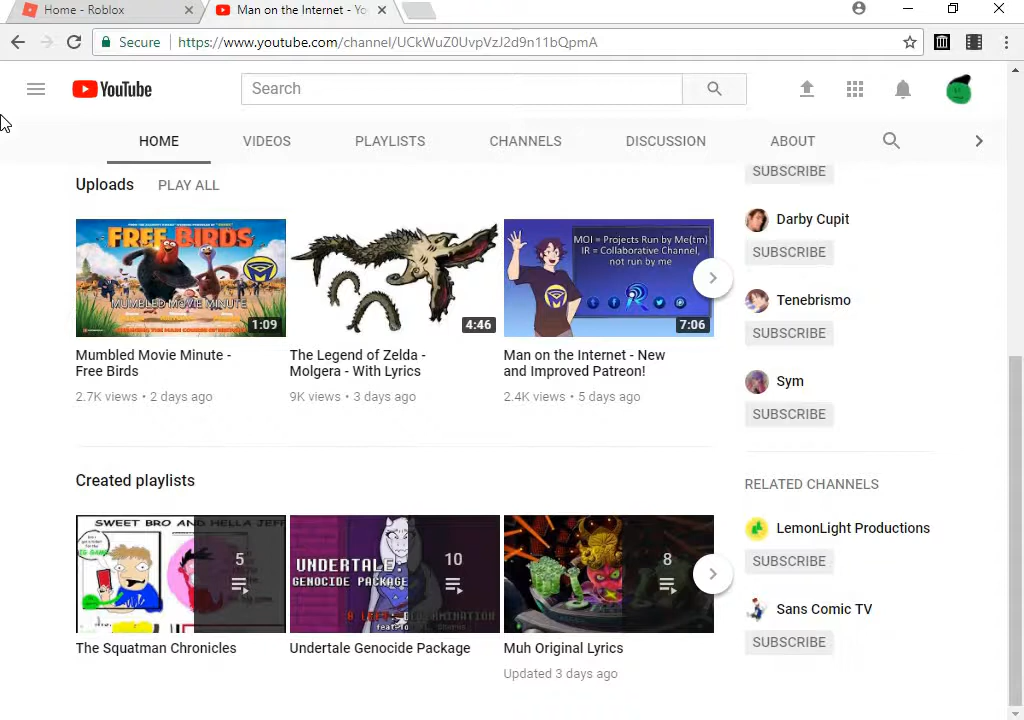 Home - Roblox
Man on the Internet - Yo
Secure
https://www.youtube.com/channel/UCkWuZ0UvpVzJ2d9n11bQpmA
YouTube
Search
HOME
VIDEOS
PLAYLISTS
CHANNELS
DISCUSSION
ABOUT
Uploads
PLAY ALL
FREE BIRDS
MUMBLED MOVIE MINUTE
1:09
4:46
MOI = Projects Run by Me(tm)
IR = Collaborative Channel,
not run by me
7:06
Mumbled Movie Minute -
Free Birds
2.7K views • 2 days ago
The Legend of Zelda -
Molgera - With Lyrics
9K views • 3 days ago
Man on the Internet - New
and Improved Patreon!
2.4K views • 5 days ago
Created playlists
SWEET BRO AND HELLA JEFF
5
UNDERTALE
GENOCIDE PACKAGE
10
8
The Squatman Chronicles
Undertale Genocide Package
Muh Original Lyrics
Updated 3 days ago
SUBSCRIBE
Darby Cupit
SUBSCRIBE
Tenebrismo
SUBSCRIBE
Sym
SUBSCRIBE
RELATED CHANNELS
LemonLight Productions
SUBSCRIBE
Sans Comic TV
SUBSCRIBE